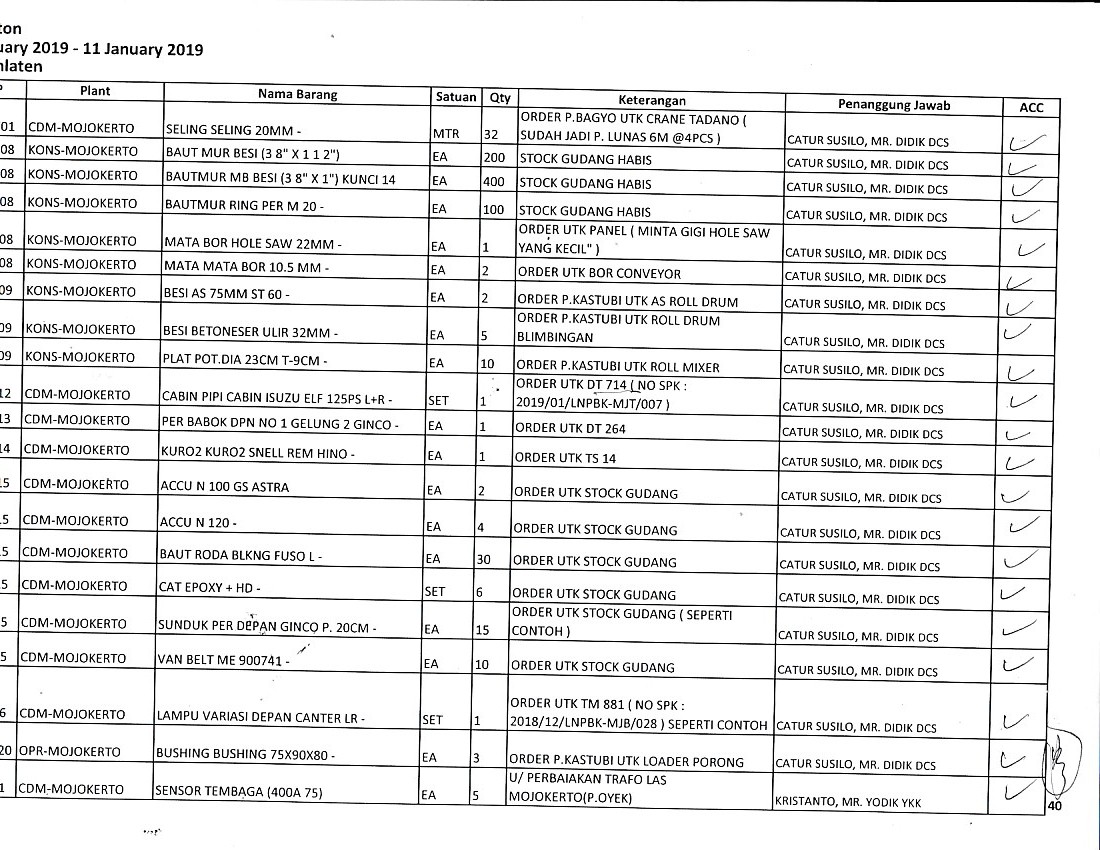 ton
uary 2019 - 11 January 2019
nlaten
P Plant Nama Barang Satuan Qty Keterangan Penanggung Jawab ACC
01 CDM-MOJOKERTO SELING SELING 20MM - MTR 32 ORDER P.BAGYO UTK CRANE TADANO (
SUDAH JADI P. LUNAS 6M @4PCS ) CATUR SUSILO, MR. DIDIK DCS
08 KONS-MOJOKERTO BAUT MUR BESI (3 8" X 1 1 2") EA 200 STOCK GUDANG HABIS CATUR SUSILO, MR. DIDIK DCS
08 KONS-MOJOKERTO BAUTMUR MB BESI (3 8" X 1") KUNCI 14 EA 400 STOCK GUDANG HABIS CATUR SUSILO, MR. DIDIK DCS
08 KONS-MOJOKERTO BAUTMUR RING PER M 20 - EA 100 STOCK GUDANG HABIS CATUR SUSILO, MR. DIDIK DCS
08 KONS-MOJOKERTO MATA BOR HOLE SAW 22MM - EA 1 ORDER UTK PANEL ( MINTA GIGI HOLE SAW
YANG KECIL" ) CATUR SUSILO, MR. DIDIK DCS
08 KONS-MOJOKERTO MATA MATA BOR 10.5 MM - EA 2 ORDER UTK BOR CONVEYOR CATUR SUSILO, MR. DIDIK DCS
09 KONS-MOJOKERTO BESI AS 75MM ST 60 - EA 2 ORDER P.KASTUBI UTK AS ROLL DRUM CATUR SUSILO, MR. DIDIK DCS
09 KONS-MOJOKERTO BESI BETONESER ULIR 32MM - EA 5 ORDER P.KASTUBI UTK ROLL DRUM
BLIMBINGAN CATUR SUSILO, MR. DIDIK DCS
09 KONS-MOJOKERTO PLAT POT.DIA 23CM T-9CM - EA 10 ORDER P.KASTUBI UTK ROLL MIXER CATUR SUSILO, MR. DIDIK DCS
12 CDM-MOJOKERTO CABIN PIPI CABIN ISUZU ELF 125PS L+R - SET 1 ORDER UTK DT 714 ( NO SPK :
2019/01/LNPBK-MJT/007 ) CATUR SUSILO, MR. DIDIK DCS
13 CDM-MOJOKERTO PER BABOK DPN NO 1 GELUNG 2 GINCO - EA 1 ORDER UTK DT 264 CATUR SUSILO, MR. DIDIK DCS
14 CDM-MOJOKERTO KURO2 KURO2 SNELL REM HINO - EA 1 ORDER UTK TS 14 CATUR SUSILO, MR. DIDIK DCS
15 CDM-MOJOKERTO ACCU N 100 GS ASTRA EA 2 ORDER UTK STOCK GUDANG CATUR SUSILO, MR. DIDIK DCS
5 CDM-MOJOKERTO ACCU N 120 - EA 4 ORDER UTK STOCK GUDANG CATUR SUSILO, MR. DIDIK DCS
5 CDM-MOJOKERTO BAUT RODA BLKNG FUSO L - EA 30 ORDER UTK STOCK GUDANG CATUR SUSILO, MR. DIDIK DCS
5 CDM-MOJOKERTO CAT EPOXY + HD - SET 6 ORDER UTK STOCK GUDANG CATUR SUSILO, MR. DIDIK DCS
5 CDM-MOJOKERTO SUNDUK PER DEPAN GINCO P. 20CM - EA 15 ORDER UTK STOCK GUDANG ( SEPERTI
CONTOH ) CATUR SUSILO, MR. DIDIK DCS
5 CDM-MOJOKERTO VAN BELT ME 900741 - EA 10 ORDER UTK STOCK GUDANG CATUR SUSILO, MR. DIDIK DCS
6 CDM-MOJOKERTO LAMPU VARIASI DEPAN CANTER LR - SET 1 ORDER UTK TM 881 ( NO SPK :
2018/12/LNPBK-MJB/028 ) SEPERTI CONTOH CATUR SUSILO, MR. DIDIK DCS
20 OPR-MOJOKERTO BUSHING BUSHING 75X90X80 - EA 3 ORDER P.KASTUBI UTK LOADER PORONG CATUR SUSILO, MR. DIDIK DCS
1 CDM-MOJOKERTO SENSOR TEMBAGA (400A 75) EA 5 U/ PERBAIAKAN TRAFO LAS
MOJOKERTO(P.OYEK) KRISTANTO, MR. YODIK YKK
40